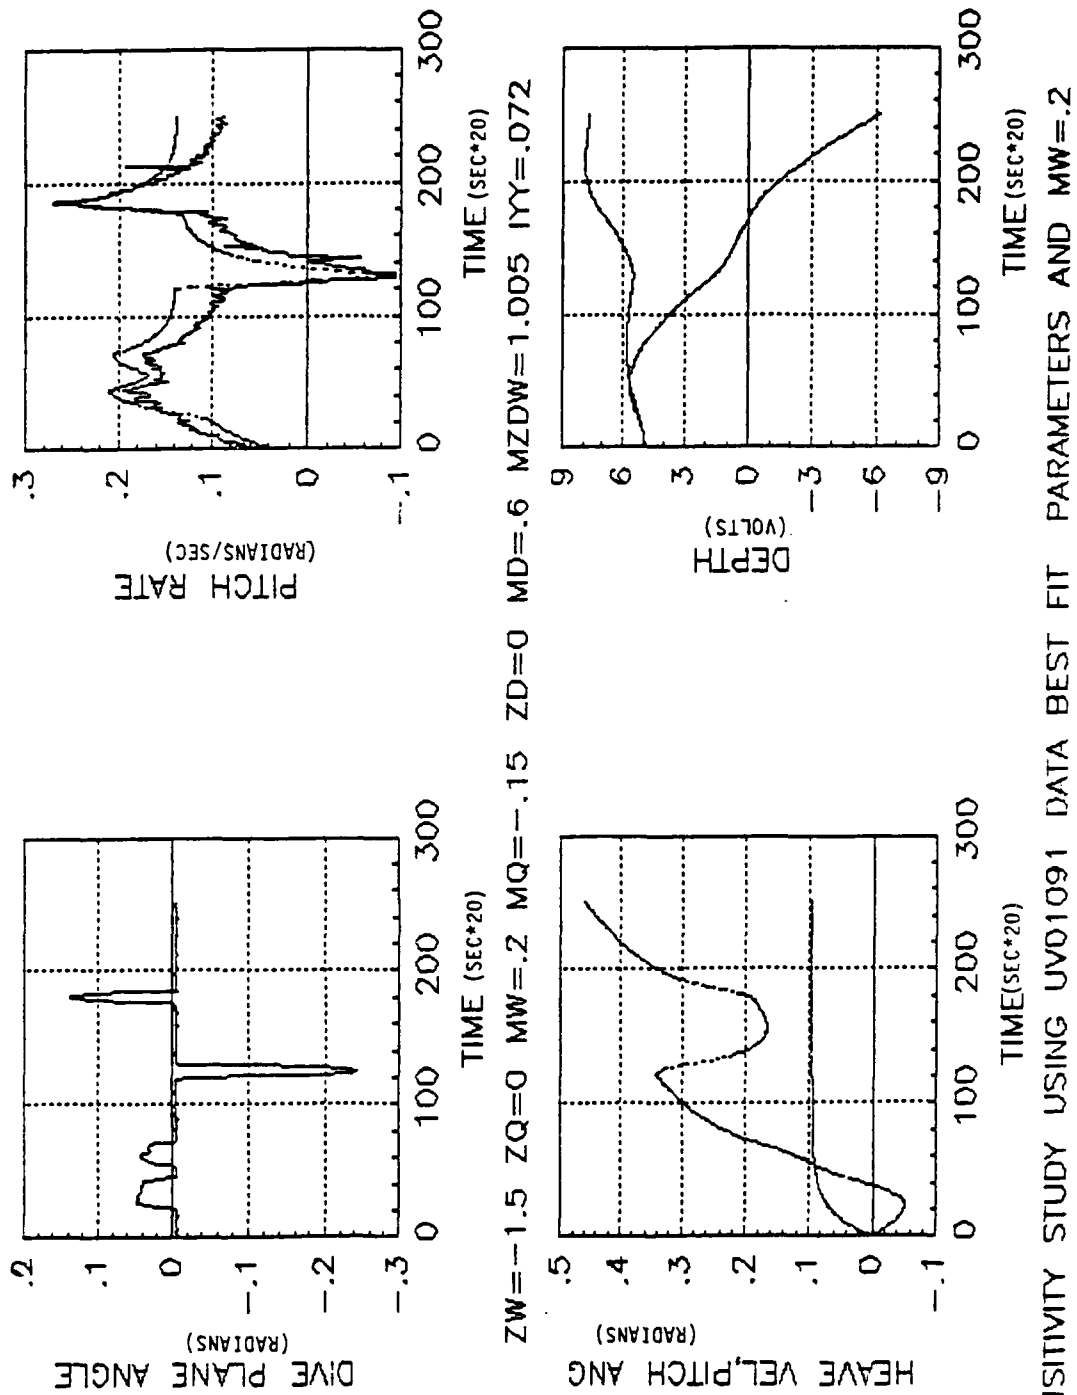 DIVE PLANE ANGLE
(RADIANS)
.2
.1
0
-.1
-.2
-.3
0 100 200 300
TIME (SEC*20)
PITCH RATE
(RADIANS/SEC)
.3
.2
.1
0
-.1
0 100 200 300
TIME (SEC*20)
ZW=-1.5 ZQ=0 MW=.2 MQ=-.15 ZD=0 MD=.6 MZDW=1.005 IYY=.072
HEAVE VEL,PITCH ANG
(RADIANS)
.5
.4
.3
.2
.1
0
-.1
0 100 200 300
TIME(SEC*20)
DEPTH
(VOLTS)
9
6
3
0
-3
-6
-9
0 100 200 300
TIME (SEC*20)
ISITIVITY STUDY USING UVD1091 DATA BEST FIT PARAMETERS AND MW=.2